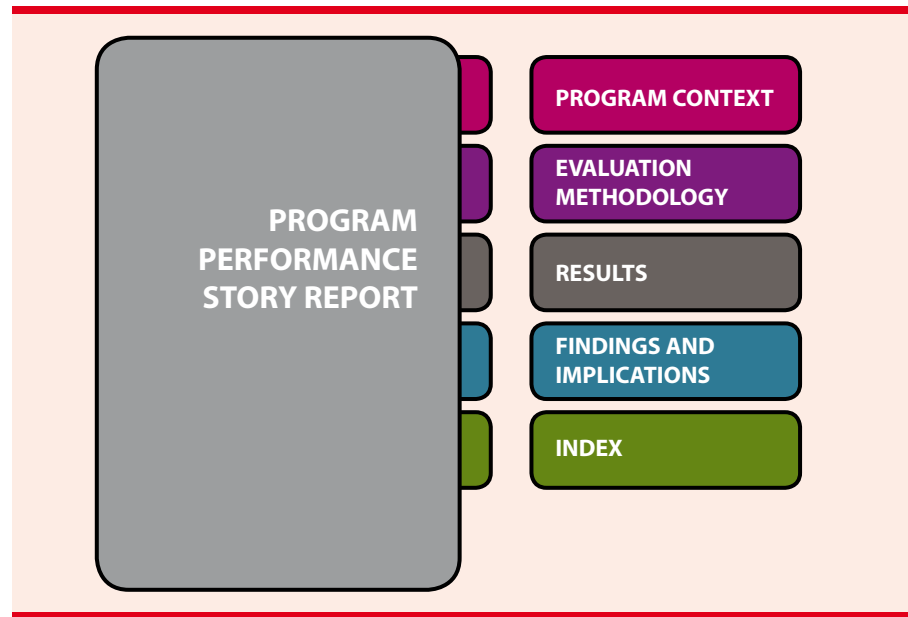 PROGRAM
PERFORMANCE
STORY REPORT
PROGRAM CONTEXT
EVALUATION
METHODOLOGY
RESULTS
FINDINGS AND
IMPLICATIONS
INDEX